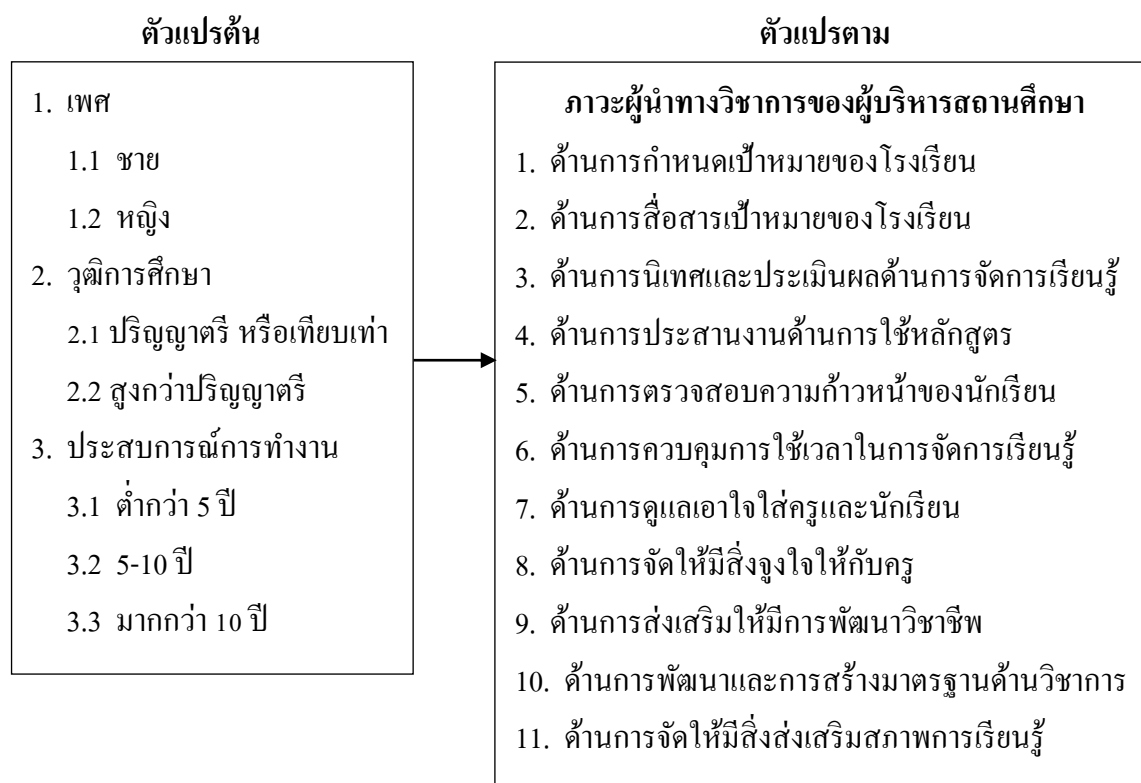 ตัวแปรต้น
1. เพศ
1.1 ชาย
1.2 หญิง
2. วุฒิการศึกษา
2.1 ปริญญาตรี หรือเทียบเท่า
2.2 สูงกว่าปริญญาตรี
3. ประสบการณ์การทำงาน
3.1 ต่ำกว่า 5 ปี
3.2 5-10 ปี
3.3 มากกว่า 10 ปี
ตัวแปรตาม
ภาวะผู้นำทางวิชาการของผู้บริหารสถานศึกษา
1. ด้านการกำหนดเป้าหมายของโรงเรียน
2. ด้านการสื่อสารเป้าหมายของโรงเรียน
3. ด้านการนิเทศและประเมินผลด้านการจัดการเรียนรู้
4. ด้านการประสานงานด้านการใช้หลักสูตร
5. ด้านการตรวจสอบความก้าวหน้าของนักเรียน
6. ด้านการควบคุมการใช้เวลาในการจัดการเรียนรู้
7. ด้านการดูแลเอาใจใส่ครูและนักเรียน
8. ด้านการจัดให้มีสิ่งจูงใจให้กับครู
9. ด้านการส่งเสริมให้มีการพัฒนาวิชาชีพ
10. ด้านการพัฒนาและการสร้างมาตรฐานด้านวิชาการ
11. ด้านการจัดให้มีสิ่งส่งเสริมสภาพการเรียนรู้